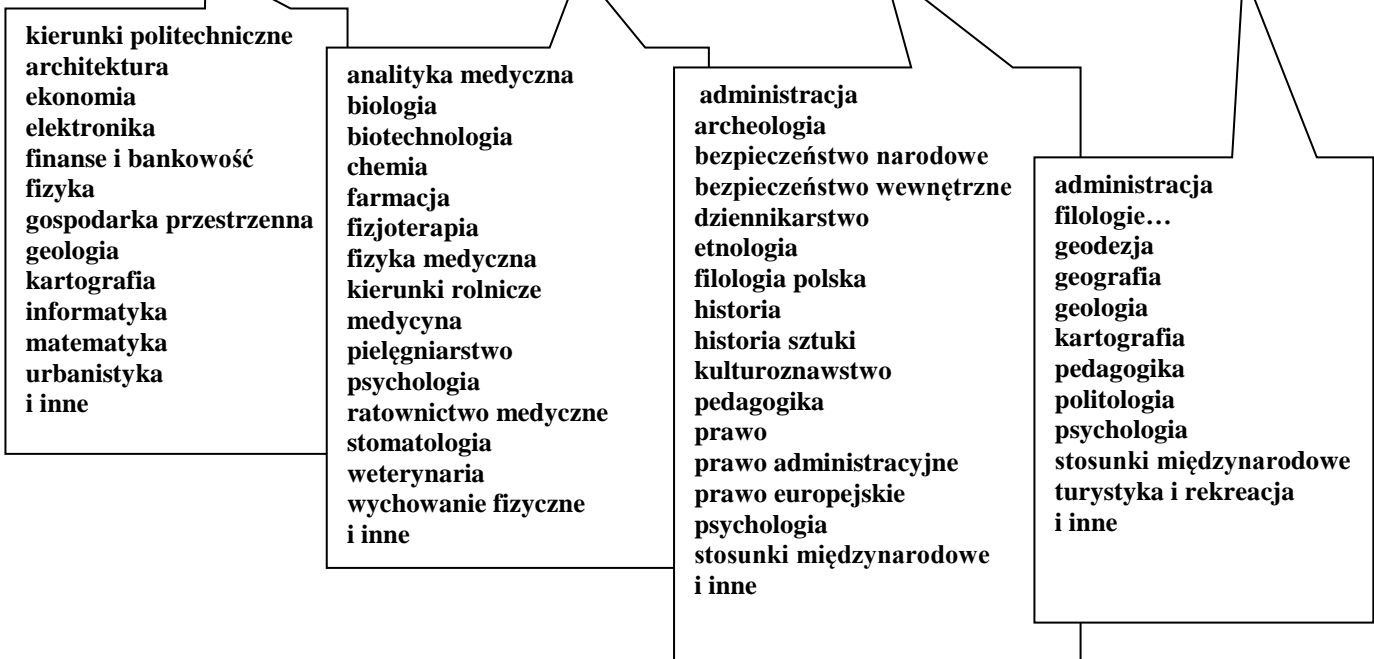 kierunki politechniczne
architektura
ekonomia
elektronika
finanse i bankowość
fizyka
gospodarka przestrzenna
geologia
kartografia
informatyka
matematyka
urbanistyka
i inne
analityka medyczna
biologia
biotechnologia
chemia
farmacja
fizjoterapia
fizyka medyczna
kierunki rolnicze
medycyna
pielęgniarstwo
psychologia
ratownictwo medyczne
stomatologia
weterynaria
wychowanie fizyczne
i inne
administracja
archeologia
bezpieczeństwo narodowe
bezpieczeństwo wewnętrzne
dziennikarstwo
etnologia
filologia polska
historia
historia sztuki
kulturoznawstwo
pedagogika
prawo
prawo administracyjne
prawo europejskie
psychologia
stosunki międzynarodowe
i inne
administracja
filologie…
geodezja
geografia
geologia
kartografia
pedagogika
politologia
psychologia
stosunki międzynarodowe
turystyka i rekreacja
i inne